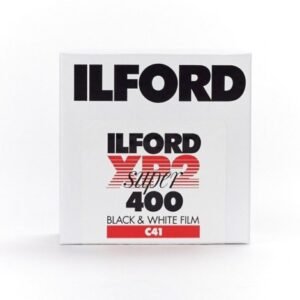 ILFORD
ILFORD
XP2
super
400
BLACK & WHITE FILM
C41